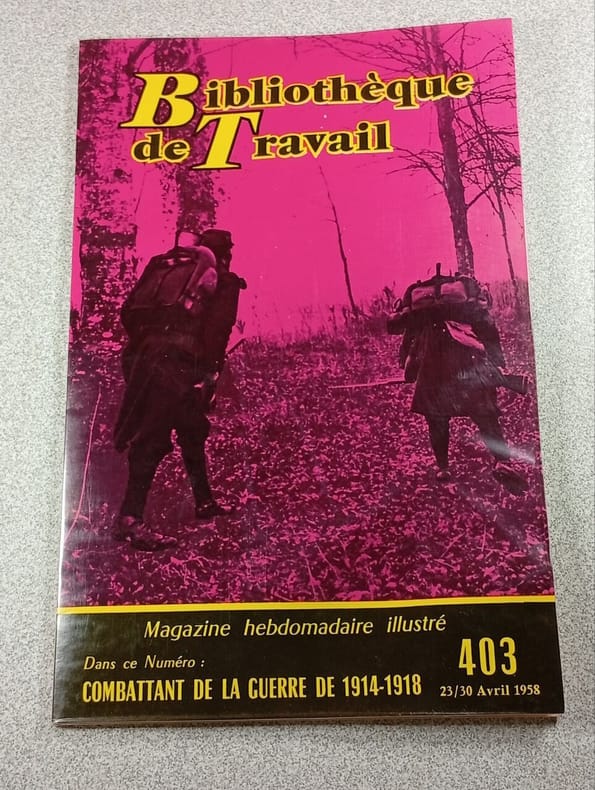 Bibliothèque
de Travail
Magazine hebdomadaire illustré
Dans ce Numéro :
403
COMBATTANT DE LA GUERRE DE 1914-1918
23/30 Avril 1958